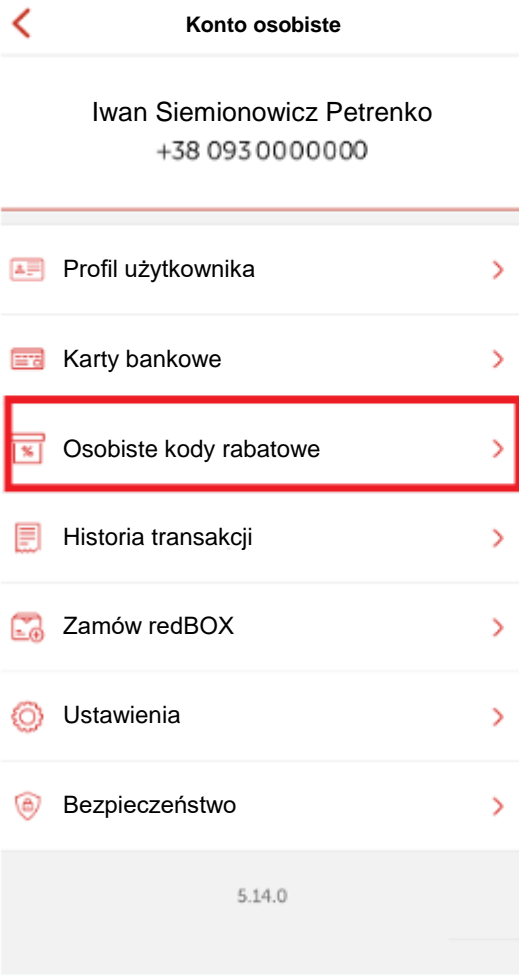 Konto osobiste
Iwan Siemionowicz Petrenko
+38 093 0000000
Profil użytkownika
Karty bankowe
Osobiste kody rabatowe
Historia transakcji
Zamów redBOX
Ustawienia
Bezpieczeństwo
5.14.0